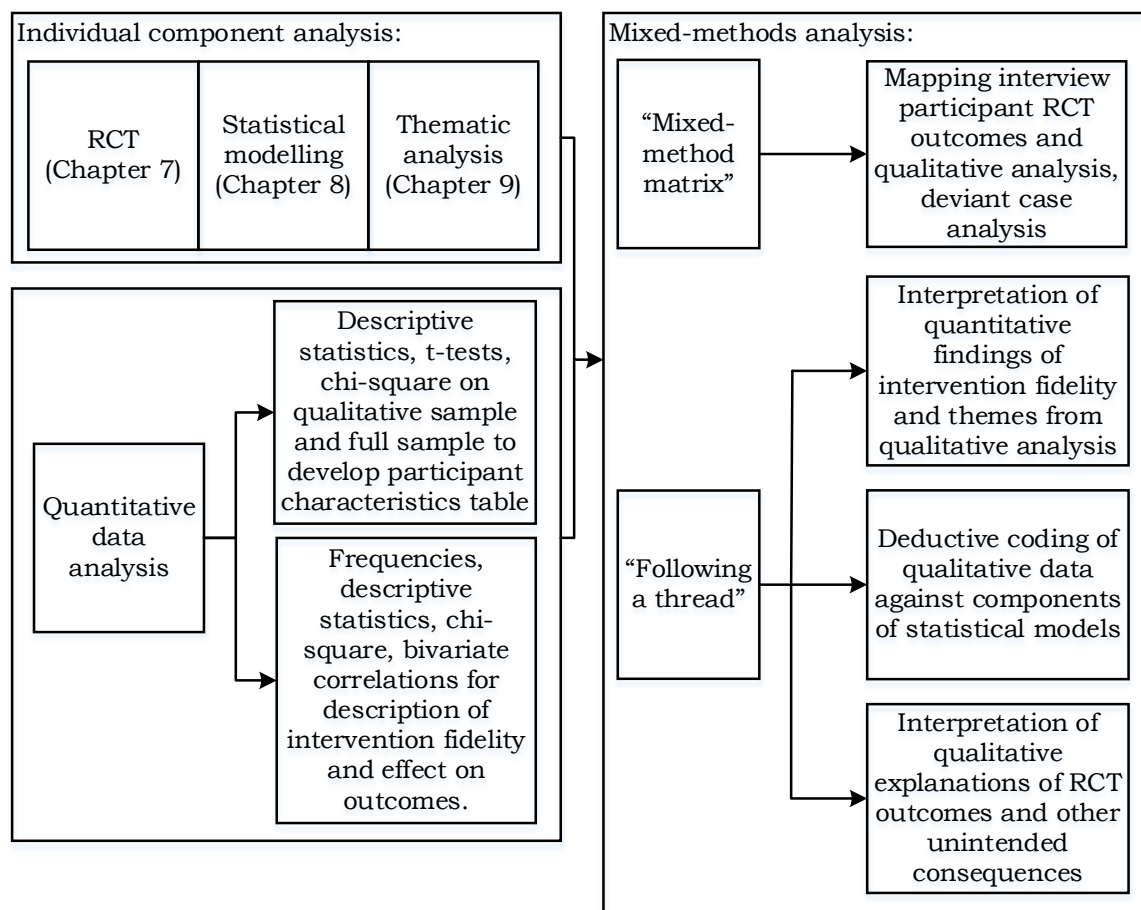 Individual component analysis:
RCT
(Chapter 7)
Statistical
modelling
(Chapter 8)
Thematic
analysis
(Chapter 9)
Quantitative
data
analysis
Descriptive
statistics, t-tests,
chi-square on
qualitative sample
and full sample to
develop participant
characteristics table
Frequencies,
descriptive
statistics, chi-
square, bivariate
correlations for
description of
intervention fidelity
and effect on
outcomes.
Mixed-methods analysis:
“Mixed-
method
matrix”
Mapping interview
participant RCT
outcomes and
qualitative analysis,
deviant case
analysis
“Following
a thread”
Interpretation of
quantitative
findings of
intervention fidelity
and themes from
qualitative analysis
Deductive coding of
qualitative data
against components
of statistical models
Interpretation of
qualitative
explanations of RCT
outcomes and other
unintended
consequences